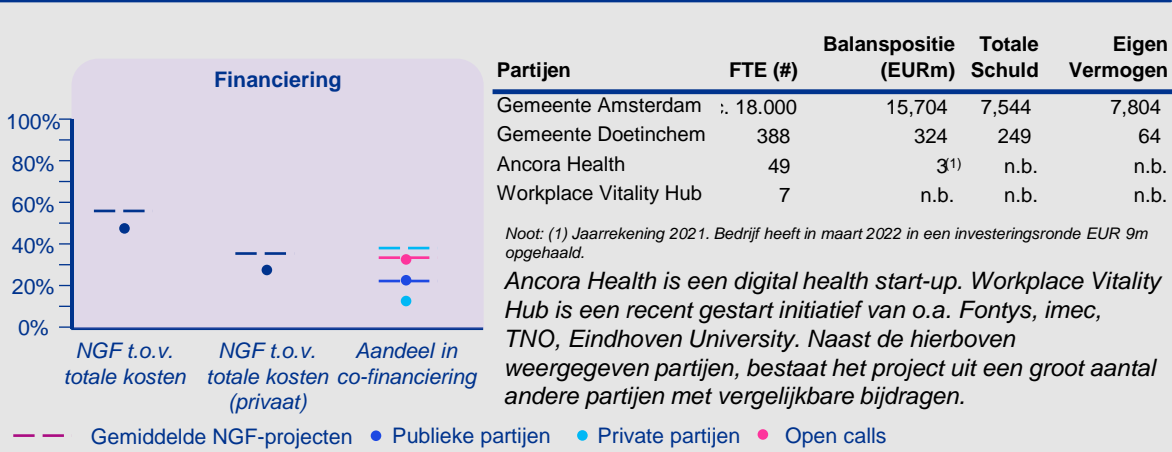 Financiering
100%
80%
60%
40%
20%
0%
NGF t.o.v. totale kosten
NGF t.o.v. totale kosten (privaat)
Aandeel in co-financiering
Gemiddelde NGF-projecten Publieke partijen Private partijen Open calls
Partijen FTE (#) Balanspositie (EURm) Totale Schuld Eigen Vermogen
Gemeente Amsterdam . 18.000 15,704 7,544 7,804
Gemeente Doetinchem 388 324 249 64
Ancora Health 49 3(1) n.b. n.b.
Workplace Vitality Hub 7 n.b. n.b. n.b.
Noot: (1) Jaarrekening 2021. Bedrijf heeft in maart 2022 in een investeringsronde EUR 9m
opgehaald.
Ancora Health is een digital health start-up. Workplace Vitality
Hub is een recent gestart initiatief van o.a. Fontys, imec,
TNO, Eindhoven University. Naast de hierboven
weergegeven partijen, bestaat het project uit een groot aantal
andere partijen met vergelijkbare bijdragen.